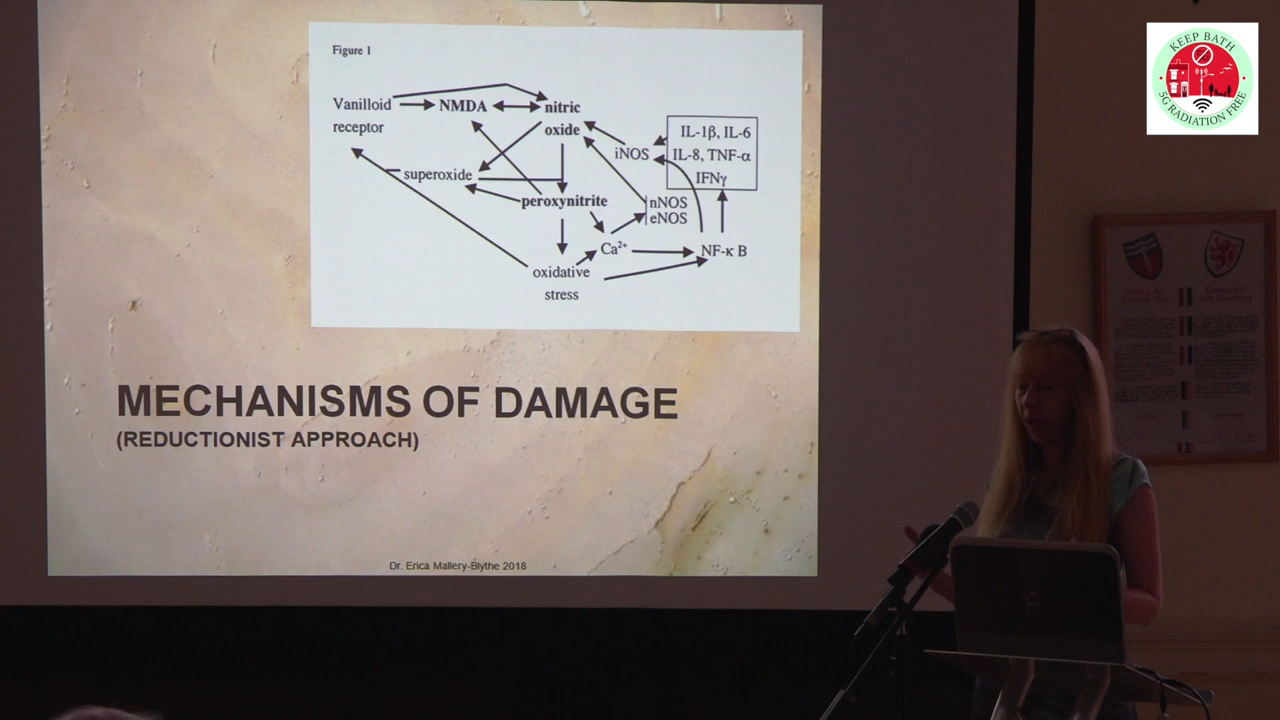 Figure 1
Vanilloid
receptor
NMDA
nitric
oxide
superoxide
peroxynitrite
oxidative
stress
Ca²⁺
iNOS
nNOS
eNOS
IL-1β, IL-6
IL-8, TNF-α
IFNγ
NF-κ B
MECHANISMS OF DAMAGE
(REDUCTIONIST APPROACH)
Dr. Erica Mallery-Blythe 2018
KEEP BATH
5G RADIATION FREE